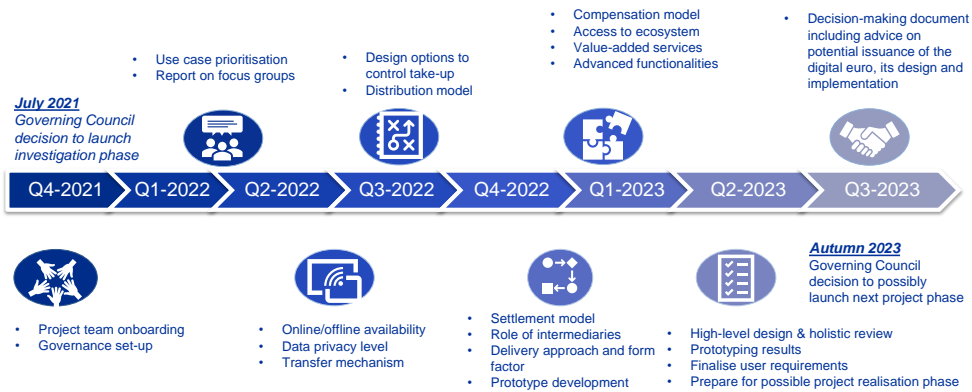 • Compensation model
• Access to ecosystem
• Value-added services
• Advanced functionalities
• Decision-making document
including advice on
potential issuance of the
digital euro, its design and
implementation
• Use case prioritisation
• Report on focus groups
• Design options to
control take-up
• Distribution model
July 2021
Governing Council
decision to launch
investigation phase
Q4-2021
Q1-2022
Q2-2022
Q3-2022
Q4-2022
Q1-2023
Q2-2023
Q3-2023
Autumn 2023
Governing Council
decision to possibly
launch next project phase
• Project team onboarding
• Governance set-up
• Online/offline availability
• Data privacy level
• Transfer mechanism
• Settlement model
• Role of intermediaries
• Delivery approach and form
factor
• Prototype development
• High-level design & holistic review
• Prototyping results
• Finalise user requirements
• Prepare for possible project realisation phase